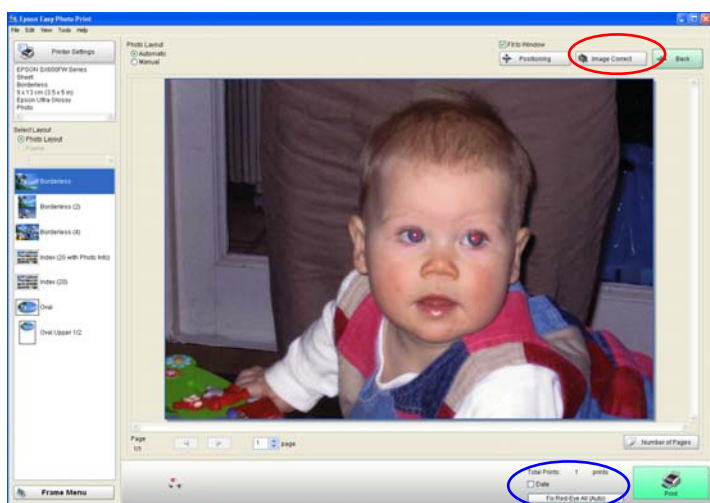 Epson Easy Photo Print
File Edit View Tools Help
Printer Settings
EPSON SX600FW Series
Sheet
Borderless
9 x 13 cm (3.5 x 5 in)
Epson Ultra Glossy
Photo
Select Layout
Photo Layout
Frame
Borderless
Borderless (2)
Borderless (4)
Index (20 with Photo Info)
Index (20)
Oval
Oval Upper 1/2
Frame Menu
Photo Layout
Automatic
Manual
Fit to Window
Positioning
Image Correct
Back
Page
1/1
1 page
Number of Pages
Total Prints: 1 prints
Date
Fix Red-Eye All (Auto)
Print